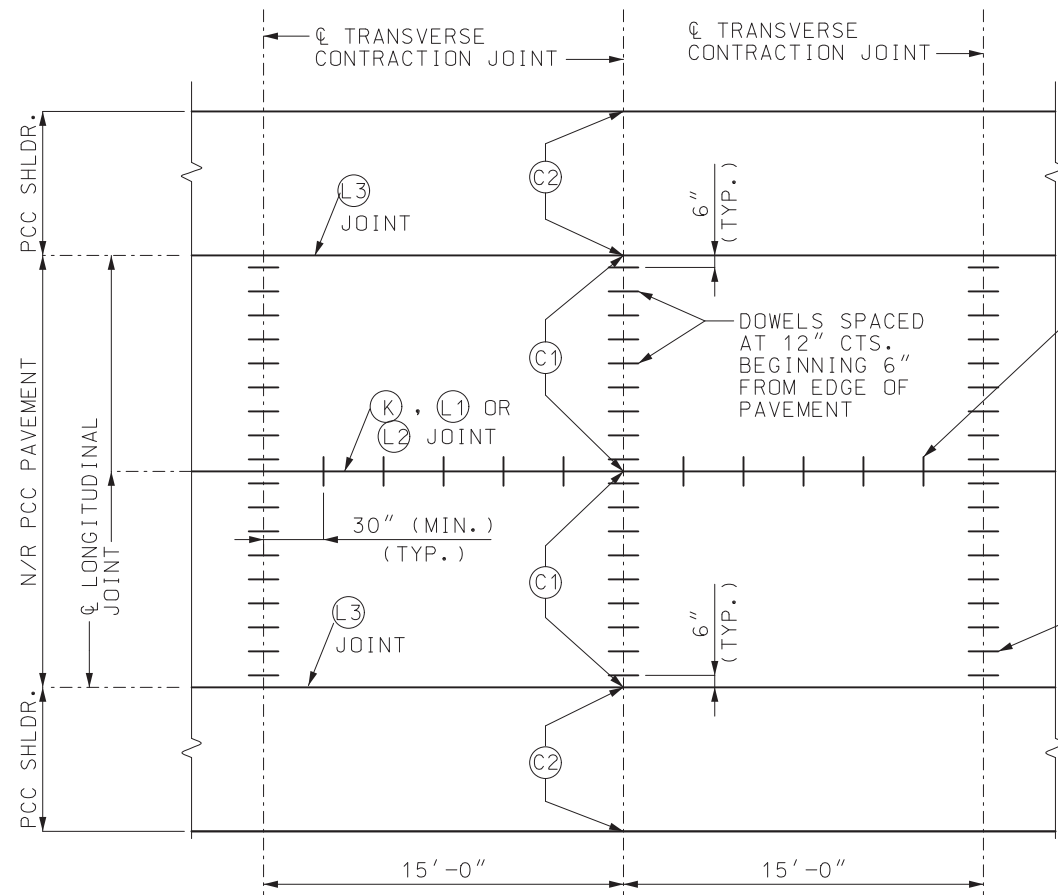 ℄ TRANSVERSE
CONTRACTION JOINT
℄ TRANSVERSE
CONTRACTION JOINT
PCC SHLDR.
C2
L3
JOINT
6" (TYP.)
DOWELS SPACED
AT 12" CTS.
BEGINNING 6"
FROM EDGE OF
PAVEMENT
C1
N/R PCC PAVEMENT
℄ LONGITUDINAL
JOINT
K , L1 OR
L2 JOINT
30" (MIN.)
(TYP.)
C1
L3
JOINT
6" (TYP.)
PCC SHLDR.
C2
15'-0"
15'-0"